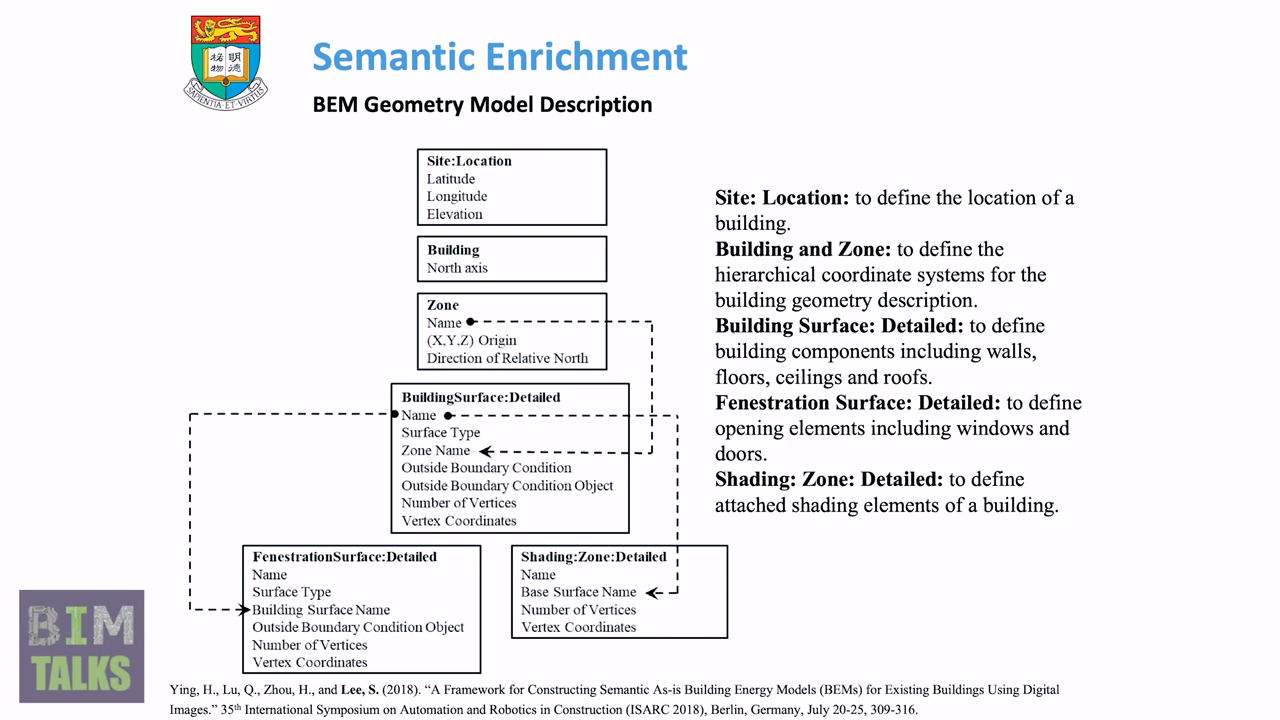 Semantic Enrichment
BEM Geometry Model Description
格物 明德
SAPIENTIA·ET·VIRTUS
Site:Location
Latitude
Longitude
Elevation
Building
North axis
Zone
Name
(X,Y,Z) Origin
Direction of Relative North
BuildingSurface:Detailed
Name
Surface Type
Zone Name
Outside Boundary Condition
Outside Boundary Condition Object
Number of Vertices
Vertex Coordinates
FenestrationSurface:Detailed
Name
Surface Type
Building Surface Name
Outside Boundary Condition Object
Number of Vertices
Vertex Coordinates
Shading:Zone:Detailed
Name
Base Surface Name
Number of Vertices
Vertex Coordinates
Site: Location: to define the location of a
building.
Building and Zone: to define the
hierarchical coordinate systems for the
building geometry description.
Building Surface: Detailed: to define
building components including walls,
floors, ceilings and roofs.
Fenestration Surface: Detailed: to define
opening elements including windows and
doors.
Shading: Zone: Detailed: to define
attached shading elements of a building.
BIM
TALKS
Ying, H., Lu, Q., Zhou, H., and Lee, S. (2018). “A Framework for Constructing Semantic As-is Building Energy Models (BEMs) for Existing Buildings Using Digital
Images.” 35th International Symposium on Automation and Robotics in Construction (ISARC 2018), Berlin, Germany, July 20-25, 309-316.